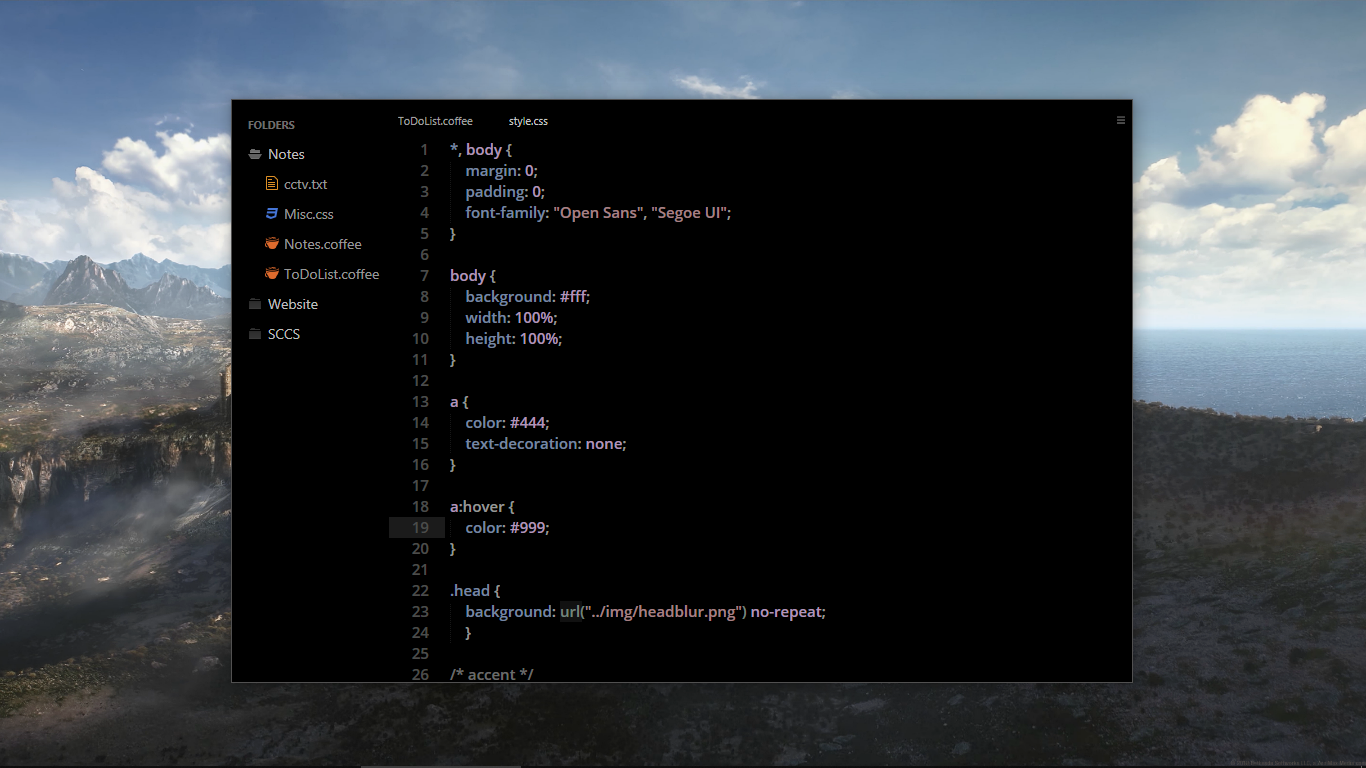 FOLDERS
Notes
cctv.txt
Misc.css
Notes.coffee
ToDoList.coffee
Website
SCCS
ToDoList.coffee style.css
1 *, body {
2 margin: 0;
3 padding: 0;
4 font-family: "Open Sans", "Segoe UI";
5 }
6
7 body {
8 background: #fff;
9 width: 100%;
10 height: 100%;
11 }
12
13 a {
14 color: #444;
15 text-decoration: none;
16 }
17
18 a:hover {
19 color: #999;
20 }
21
22 .head {
23 background: url("../img/headblur.png") no-repeat;
24 }
25
26 /* accent */